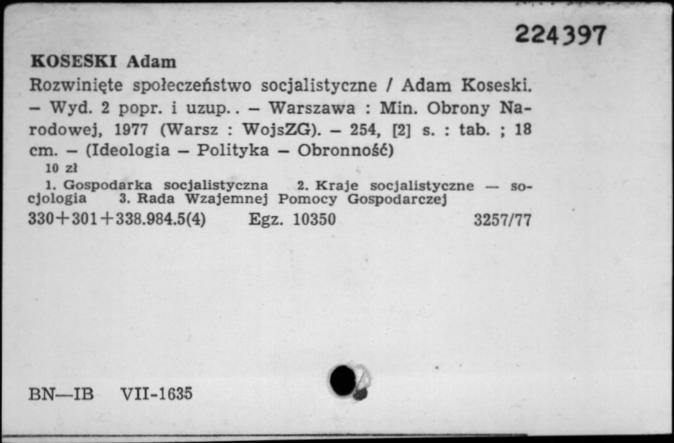 224397
KOSESKI Adam
Rozwinięte społeczeństwo socjalistyczne / Adam Koseski.
— Wyd. 2 popr. i uzup.. — Warszawa : Min. Obrony Na-
rodowej, 1977 (Warsz : WojsZG). — 254, [2] s. : tab. ; 18
cm. — (Ideologia — Polityka — Obronność)
10 zł
1. Gospodarka socjalistyczna 2. Kraje socjalistyczne — so-
cjologia 3. Rada Wzajemnej Pomocy Gospodarczej
330+301+338.984.5(4) Egz. 10350 3257/77
BN—IB VII-1635